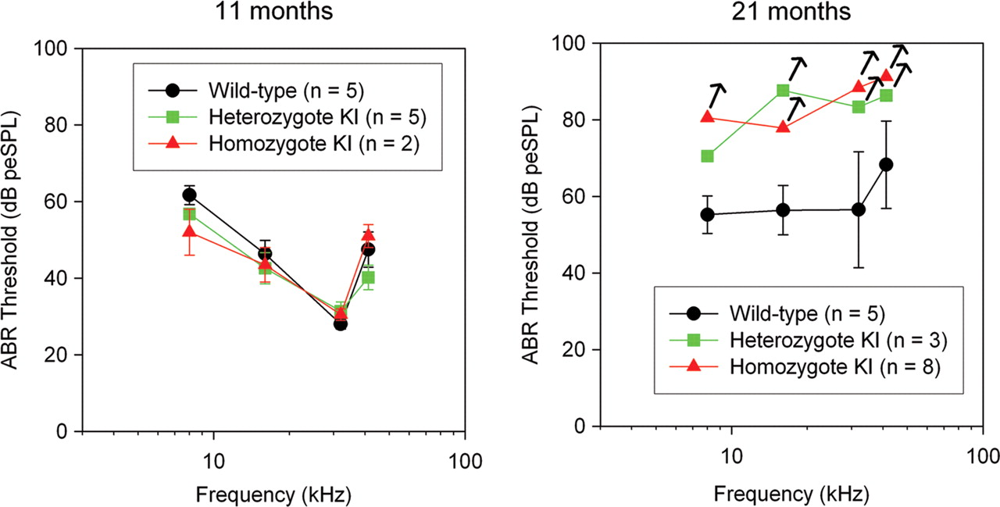 11 months
ABR Threshold (dB peSPL)
100
80
60
40
20
0
Wild-type (n = 5)
Heterozygote KI (n = 5)
Homozygote KI (n = 2)
10
100
Frequency (kHz)
21 months
ABR Threshold (dB peSPL)
100
80
60
40
20
0
Wild-type (n = 5)
Heterozygote KI (n = 3)
Homozygote KI (n = 8)
10
100
Frequency (kHz)